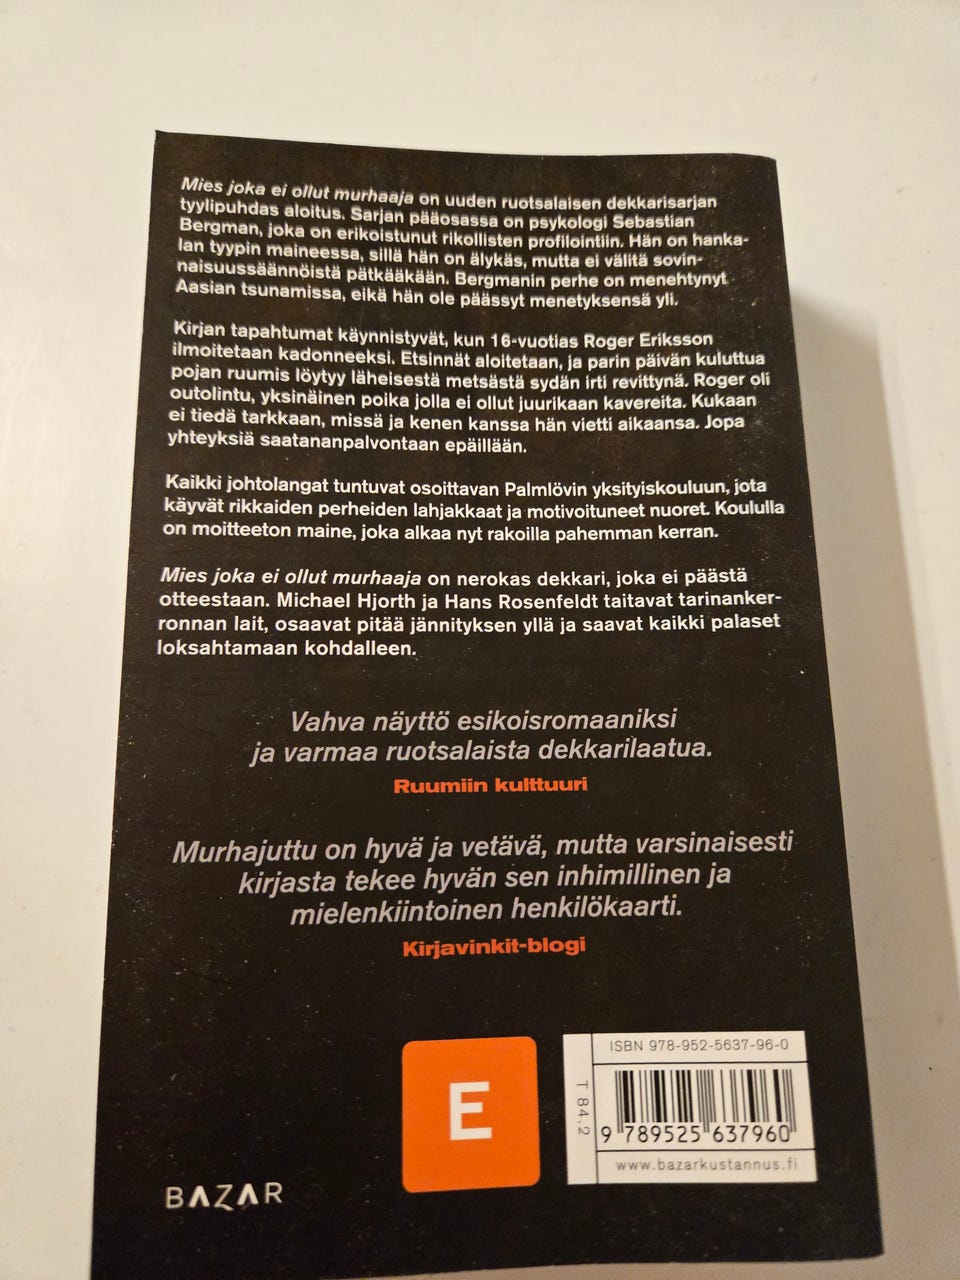 Mies joka ei ollut murhaaja on uuden ruotsalaisen dekkarisarjan
tyylipuhdas aloitus. Sarjan pääosassa on psykologi Sebastian
Bergman, joka on erikoistunut rikollisten profilointiin. Hän on hanka-
lan tyypin maineessa, sillä hän on älykäs, mutta ei välitä sovin-
naisuussäännöistä pätkääkään. Bergmanin perhe on menehtynyt
Aasian tsunamissa, eikä hän ole päässyt menetyksensä yli.
Kirjan tapahtumat käynnistyvät, kun 16-vuotias Roger Eriksson
ilmoitetaan kadonneeksi. Etsinnät aloitetaan, ja parin päivän kuluttua
pojan ruumis löytyy läheisestä metsästä sydän irti revittynä. Roger oli
outolintu, yksinäinen poika jolla ei ollut juurikaan kavereita. Kukaan
ei tiedä tarkkaan, missä ja kenen kanssa hän vietti aikaansa. Jopa
yhteyksiä saatananpalvontaan epäillään.
Kaikki johtolangat tuntuvat osoittavan Palmlövin yksityiskouluun, jota
käyvät rikkaiden perheiden lahjakkaat ja motivoituneet nuoret. Koululla
on moitteeton maine, joka alkaa nyt rakoilla pahemman kerran.
Mies joka ei ollut murhaaja on nerokas dekkari, joka ei päästä
otteestaan. Michael Hjorth ja Hans Rosenfeldt taitavat tarinanker-
ronnan lait, osaavat pitää jännityksen yllä ja saavat kaikki palaset
loksahtamaan kohdalleen.
Vahva näyttö esikoisromaaniksi
ja varmaa ruotsalaista dekkarilaatua.
Ruumiin kulttuuri
Murhajuttu on hyvä ja vetävä, mutta varsinaisesti
kirjasta tekee hyvän sen inhimillinen ja
mielenkiintoinen henkilökaarti.
Kirjavinkit-blogi
E
T 84.2
ISBN 978-952-5637-96-0
9 789525 637960
www.bazarkustannus.fi
BAZAR